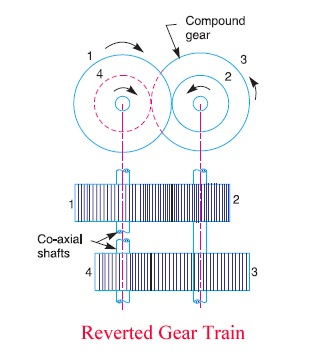 Compound
gear
1
3
4
2
1
2
Co-axial
shafts
4
3
Reverted Gear Train